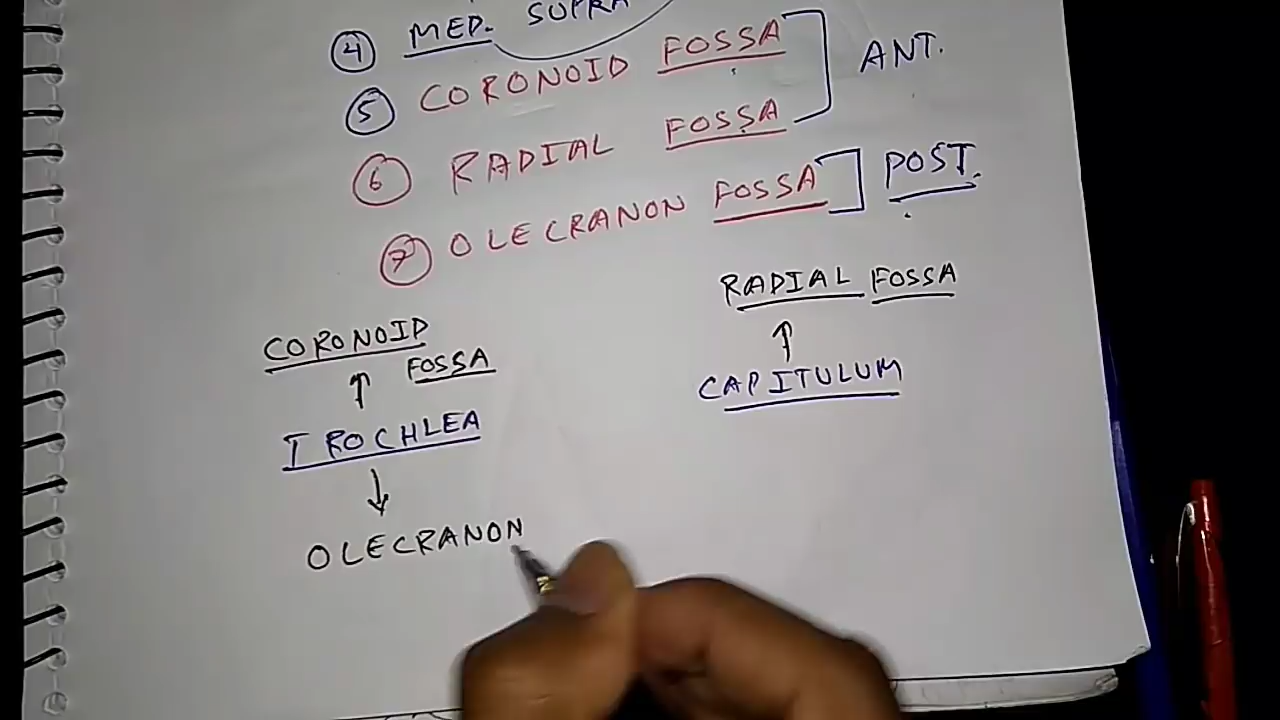 ④ MED. SUPRA
⑤ CORONOID FOSSA
ANT.
⑥ RADIAL FOSSA
⑦ OLECRANON FOSSA
POST.
RADIAL FOSSA
↑
CAPITULUM
CORONOID
FOSSA
↑
TROCHLEA
↓
OLECRANON